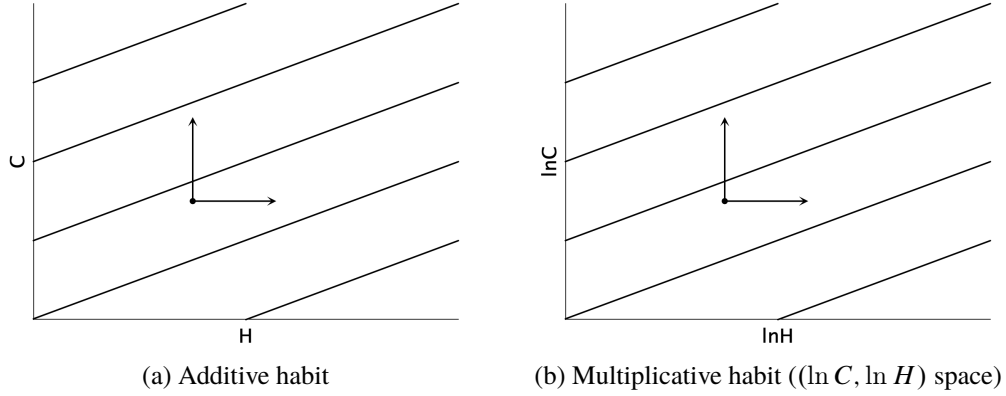 C
H
(a) Additive habit
lnC
lnH
(b) Multiplicative habit ((ln C, ln H) space)